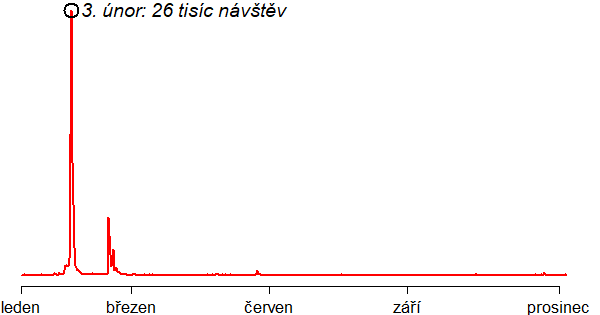 3. únor: 26 tisíc návštěv
leden
březen
červen
září
prosinec